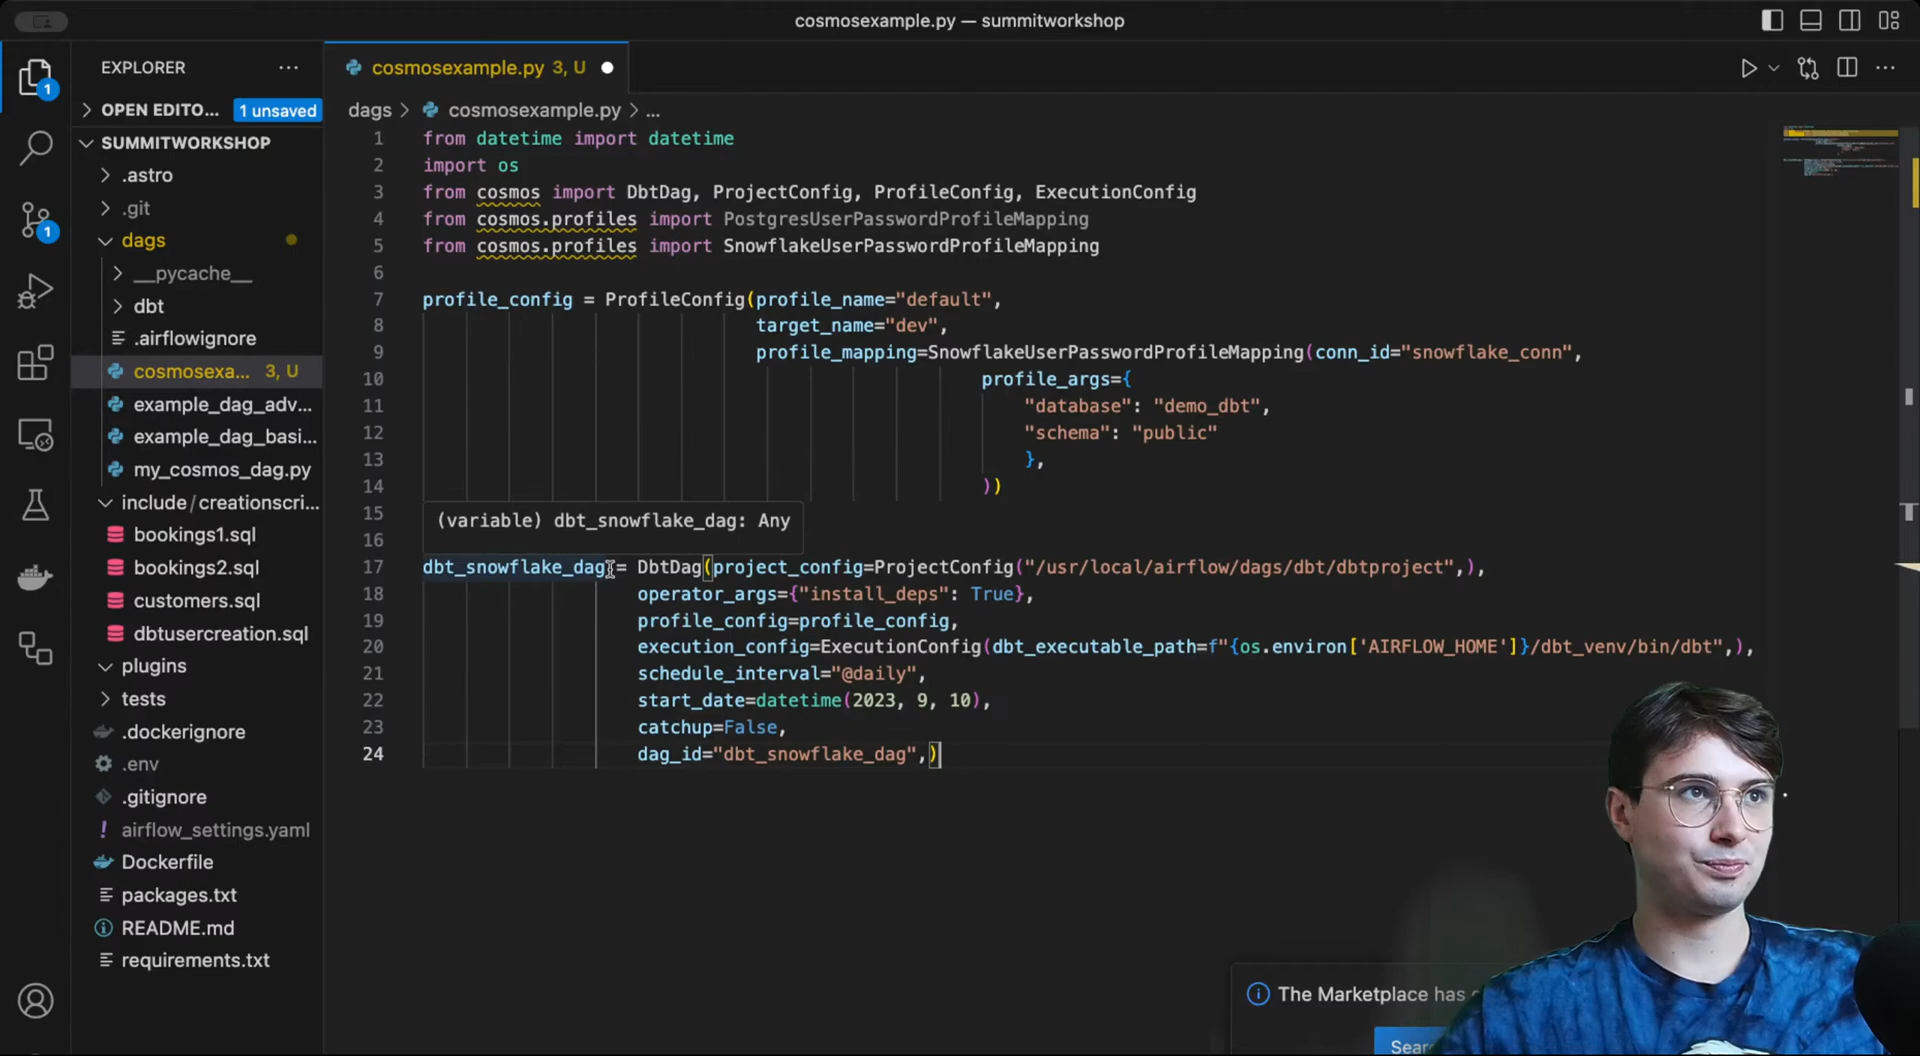 cosmosexample.py — summitworkshop
EXPLORER
OPEN EDITO... 1 unsaved
SUMMITWORKSHOP
.astro
.git
dags
__pycache__
dbt
.airflowignore
cosmosexa... 3, U
example_dag_adv...
example_dag_basi...
my_cosmos_dag.py
include/creationscri...
bookings1.sql
bookings2.sql
customers.sql
dbtusercreation.sql
plugins
tests
.dockerignore
.env
.gitignore
airflow_settings.yaml
Dockerfile
packages.txt
README.md
requirements.txt
1
1
cosmosexample.py 3, U
dags > cosmosexample.py > ...
1 from datetime import datetime
2 import os
3 from cosmos import DbtDag, ProjectConfig, ProfileConfig, ExecutionConfig
4 from cosmos.profiles import PostgresUserPasswordProfileMapping
5 from cosmos.profiles import SnowflakeUserPasswordProfileMapping
6
7 profile_config = ProfileConfig(profile_name="default",
8 target_name="dev",
9 profile_mapping=SnowflakeUserPasswordProfileMapping(conn_id="snowflake_conn",
10 profile_args={
11 "database": "demo_dbt",
12 "schema": "public"
13 },
14 ))
15
(variable) dbt_snowflake_dag: Any
16
17 dbt_snowflake_dag = DbtDag(project_config=ProjectConfig("/usr/local/airflow/dags/dbt/dbtproject",),
18 operator_args={"install_deps": True},
19 profile_config=profile_config,
20 execution_config=ExecutionConfig(dbt_executable_path=f"{os.environ['AIRFLOW_HOME']}/dbt_venv/bin/dbt",),
21 schedule_interval="@daily",
22 start_date=datetime(2023, 9, 10),
23 catchup=False,
24 dag_id="dbt_snowflake_dag",)
The Marketplace has